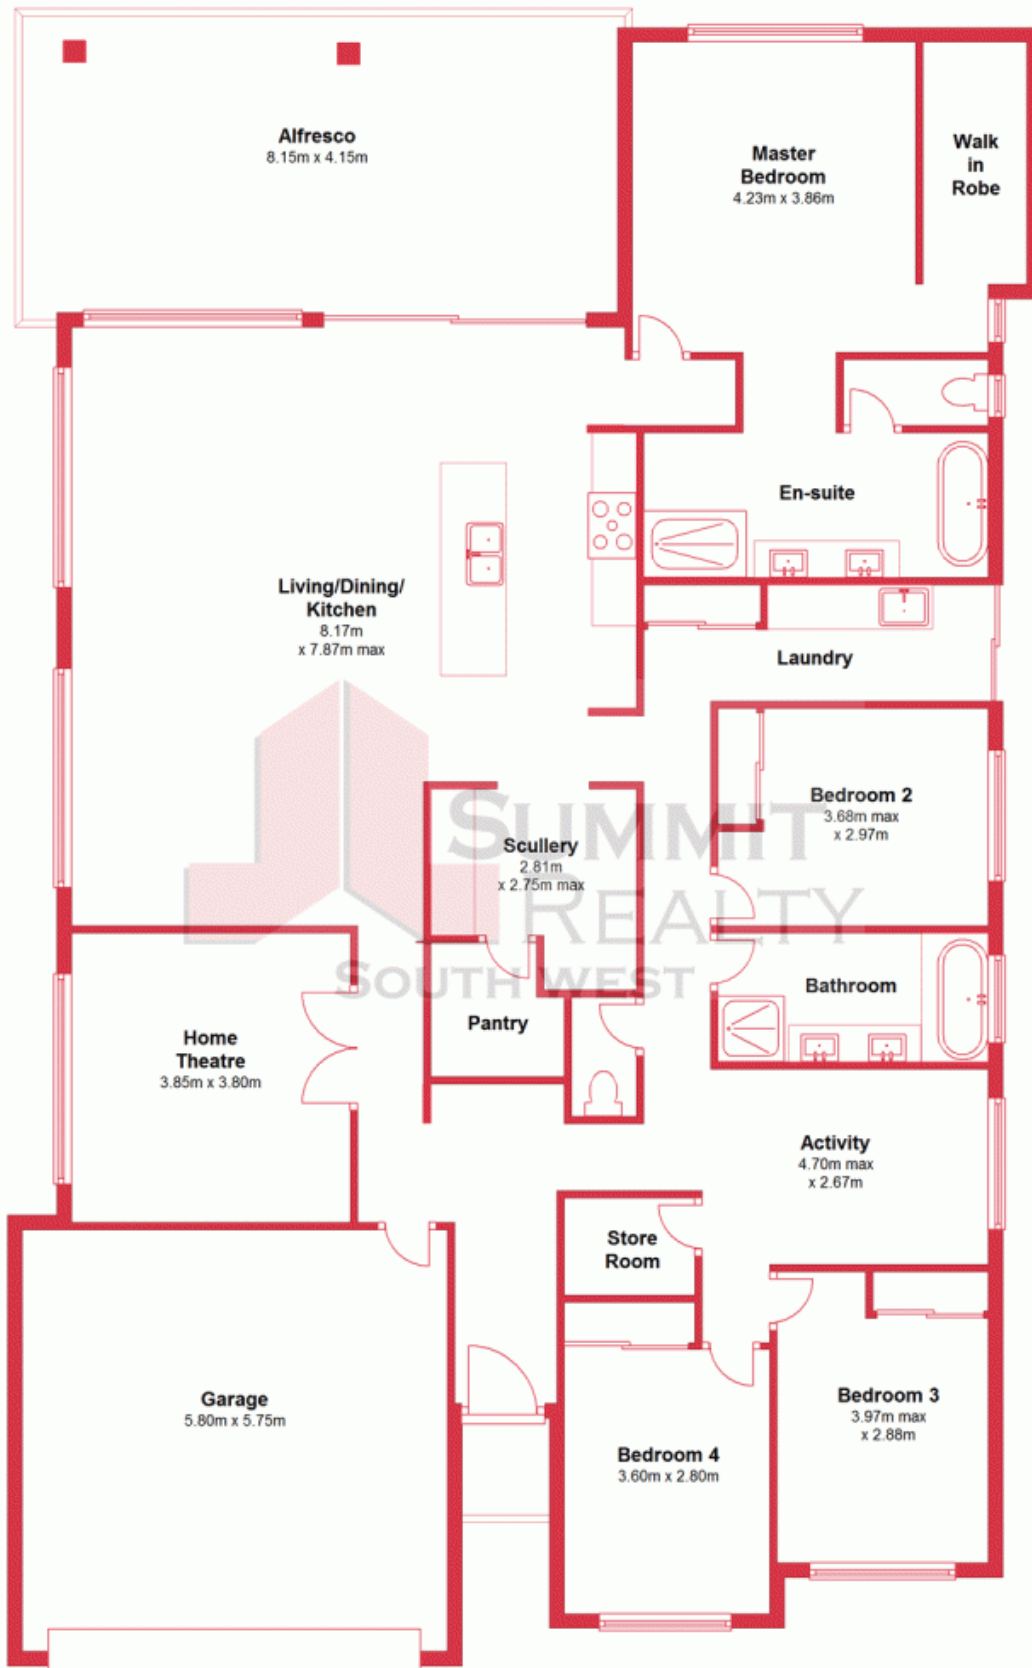 Alfresco
8.15m x 4.15m
Master
Bedroom
4.23m x 3.86m
Walk
in
Robe
En-suite
Living/Dining/
Kitchen
8.17m
x 7.87m max
Laundry
Bedroom 2
3.68m max
x 2.97m
Scullery
2.81m
x 2.75m max
SUMMIT
REALTY
SOUTH WEST
Bathroom
Pantry
Home
Theatre
3.85m x 3.80m
Activity
4.70m max
x 2.67m
Store
Room
Garage
5.80m x 5.75m
Bedroom 3
3.97m max
x 2.88m
Bedroom 4
3.60m x 2.80m